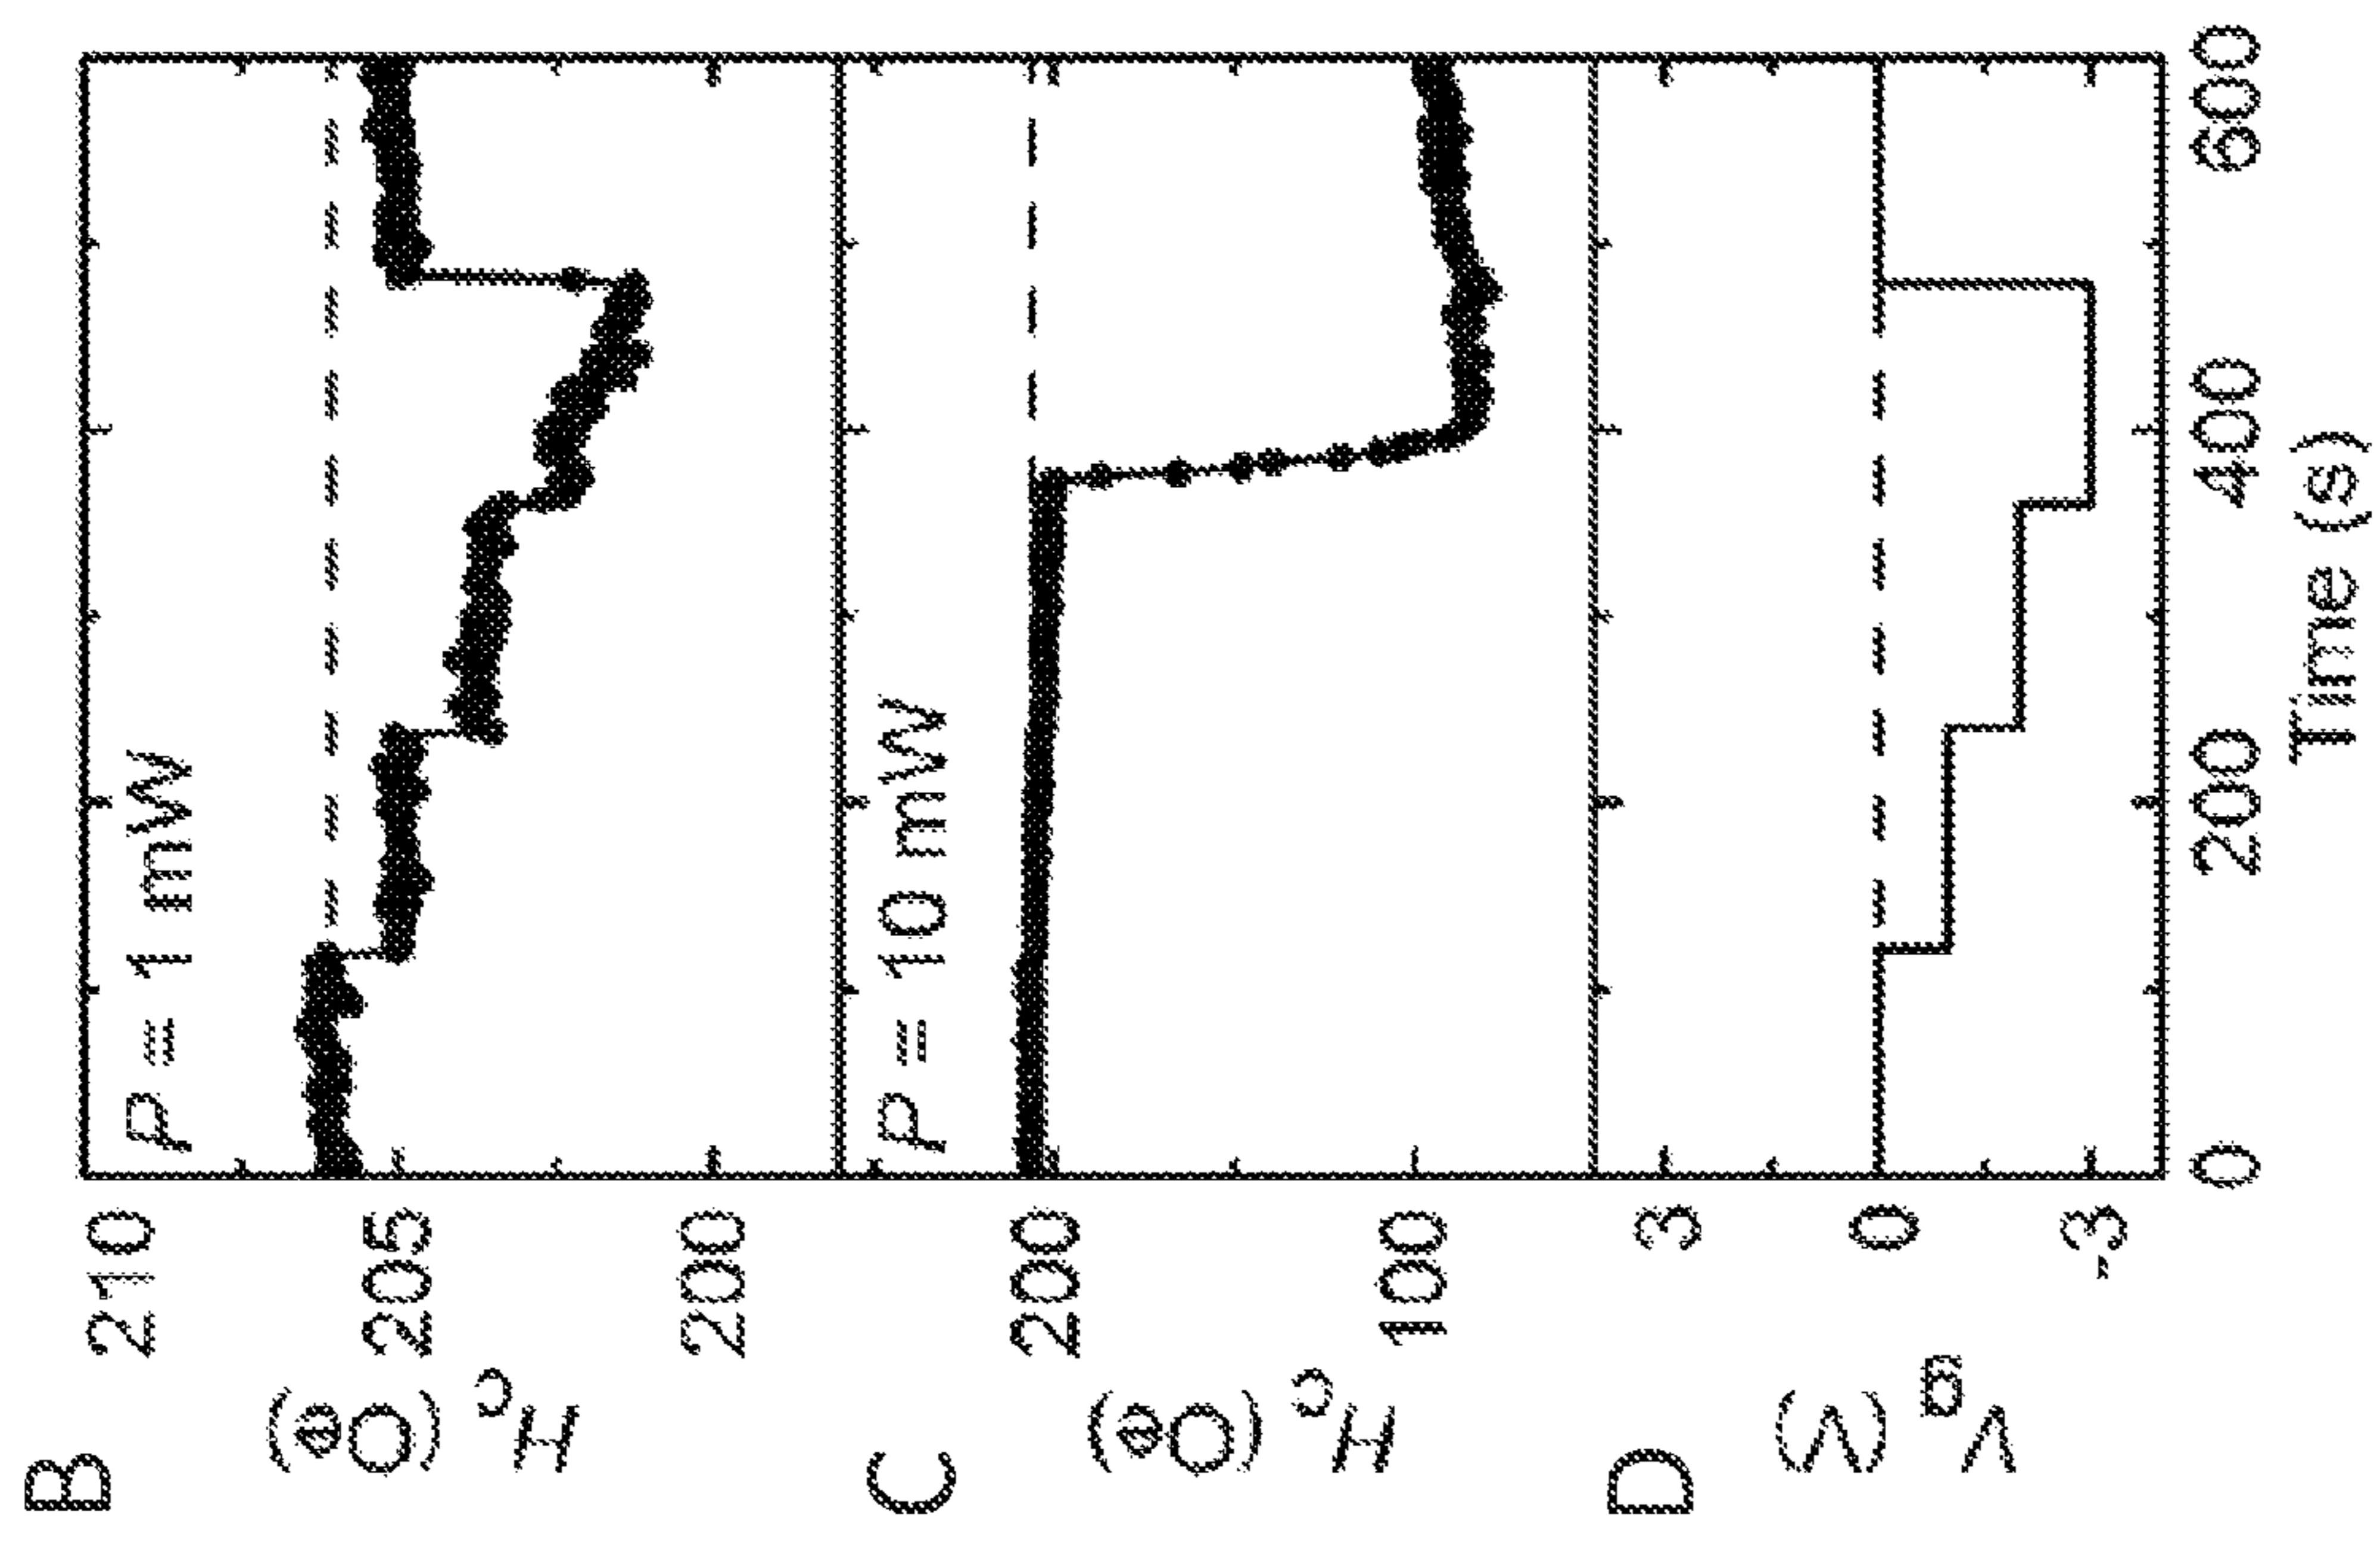 B
P = 1 mW
H_c (Oe)
210
205
200
C
P = 10 mW
H_c (Oe)
200
100
D
V_g (V)
3
0
-3
0 200 400 600
Time (s)